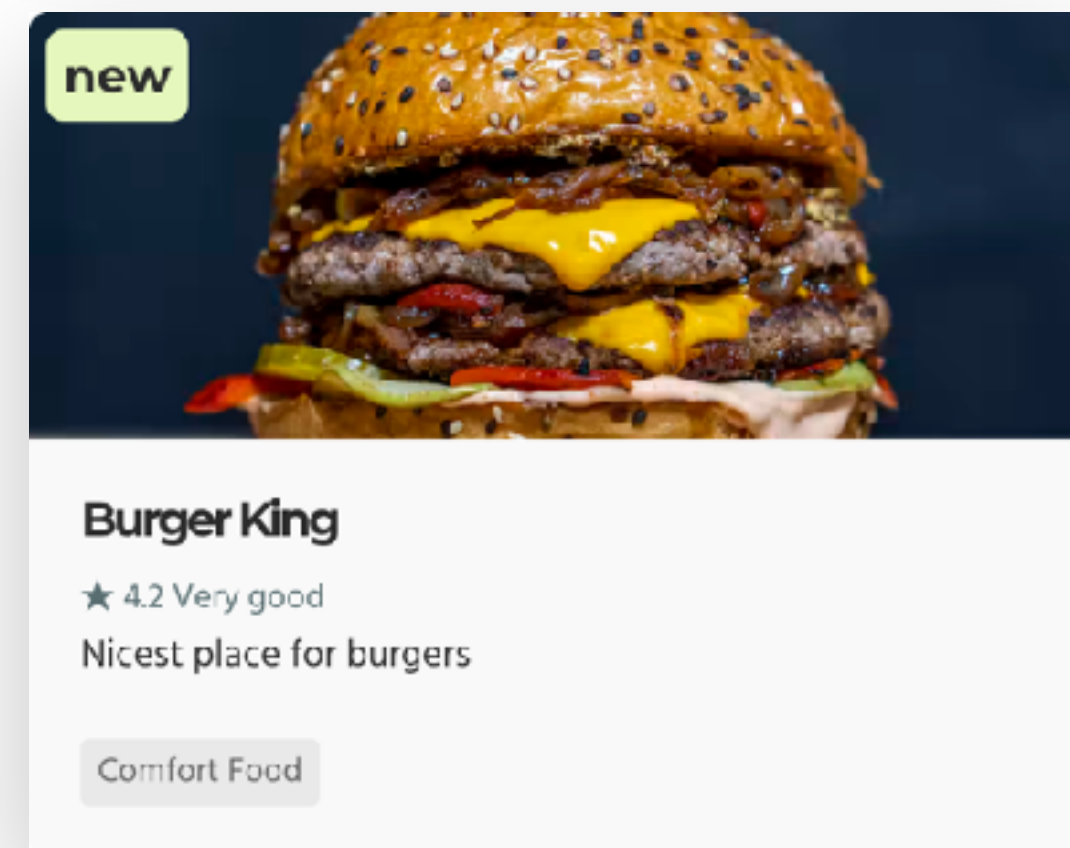 new
Burger King
★ 4.2 Very good
Nicest place for burgers
Comfort Food